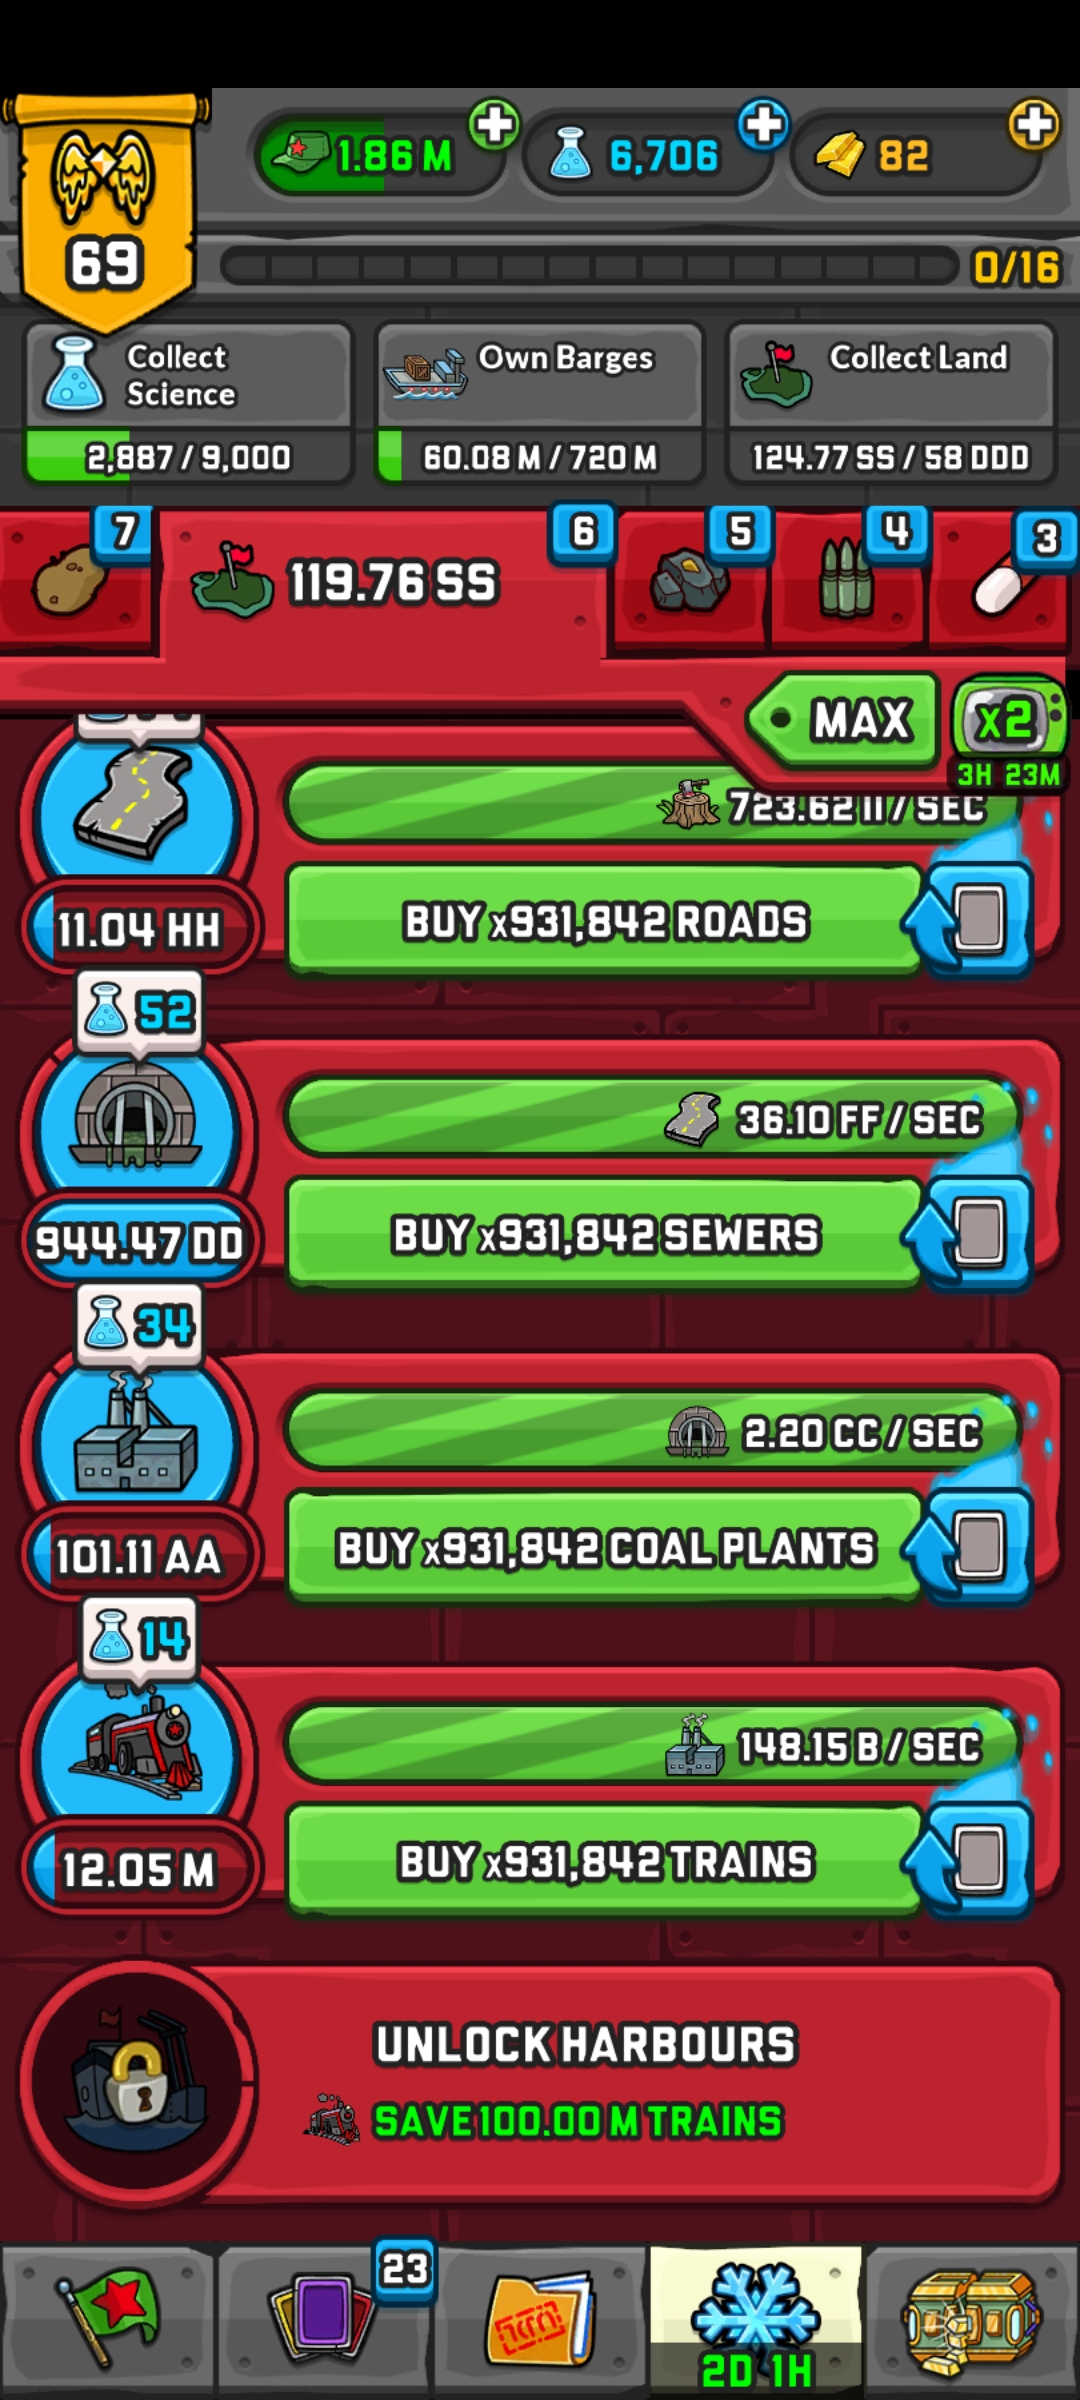 1.86 M
6,706
82
69
0/16
Collect
Science
2,887 / 9,000
Own Barges
60.08 M / 720 M
Collect Land
124.77 SS / 58 DDD
7
119.76 SS
6
5
4
3
MAX
x2
3H 23M
723.62 II / SEC
BUY x931,842 ROADS
11.04 HH
52
36.10 FF / SEC
BUY x931,842 SEWERS
944.47 DD
34
2.20 CC / SEC
BUY x931,842 COAL PLANTS
101.11 AA
14
148.15 B / SEC
BUY x931,842 TRAINS
12.05 M
UNLOCK HARBOURS
SAVE 100.00 M TRAINS
23
2D 1H